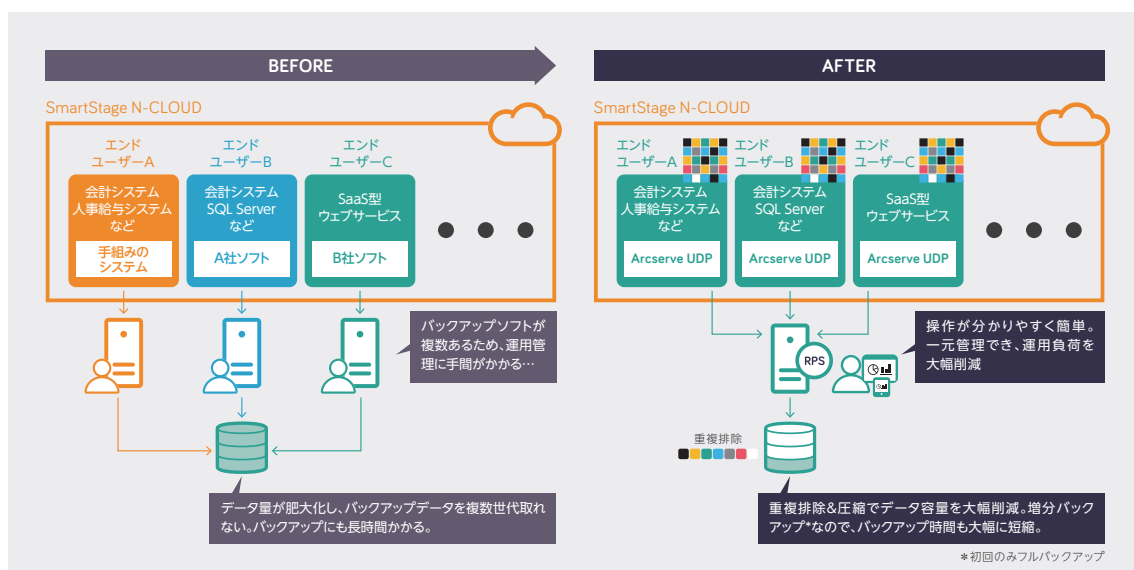 BEFORE
SmartStage N-CLOUD
エンド
ユーザーA
エンド
ユーザーB
エンド
ユーザーC
会計システム
人事給与システム
など
手組みの
システム
会計システム
SQL Server
など
A社ソフト
SaaS型
ウェブサービス
B社ソフト
バックアップソフトが
複数あるため、運用管
理に手間がかかる…
データ量が肥大化し、バックアップデータを複数世代取れ
ない。バックアップにも長時間かかる。
AFTER
SmartStage N-CLOUD
エンド
ユーザーA
エンド
ユーザーB
エンド
ユーザーC
会計システム
人事給与システム
など
Arcserve UDP
会計システム
SQL Server
など
Arcserve UDP
SaaS型
ウェブサービス
Arcserve UDP
RPS
操作が分かりやすく簡単。
一元管理でき、運用負荷を
大幅削減
重複排除
重複排除&圧縮でデータ容量を大幅削減。増分バック
アップ*なので、バックアップ時間も大幅に短縮。
*初回のみフルバックアップ